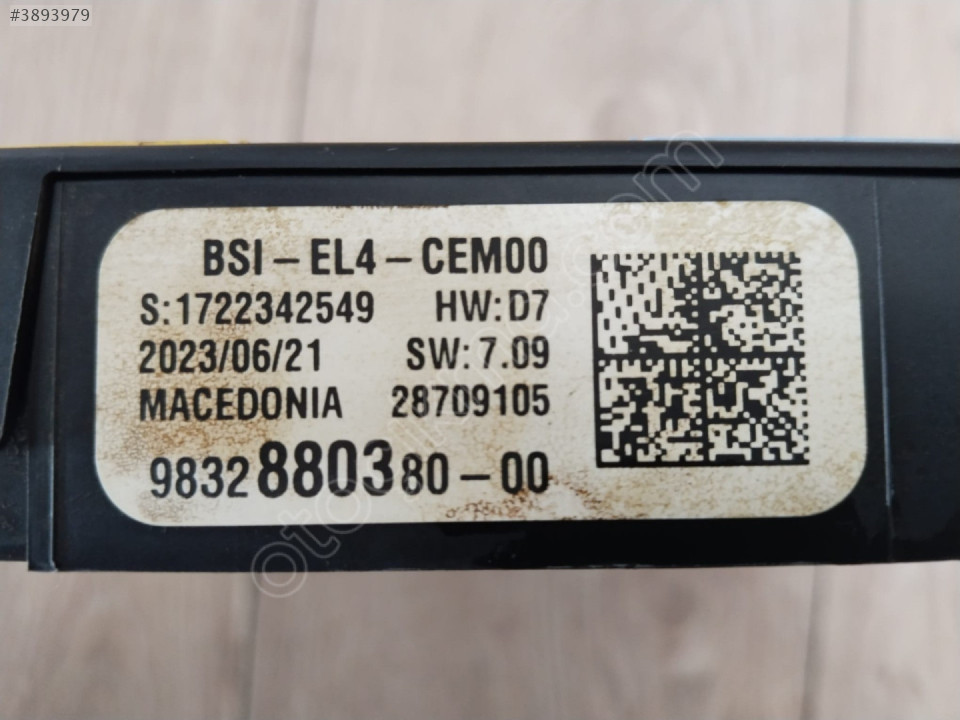 #3893979
BSI-EL4-CEM00
S:1722342549 HW:D7
2023/06/21 SW:7.09
MACEDONIA 28709105
9832880380-00